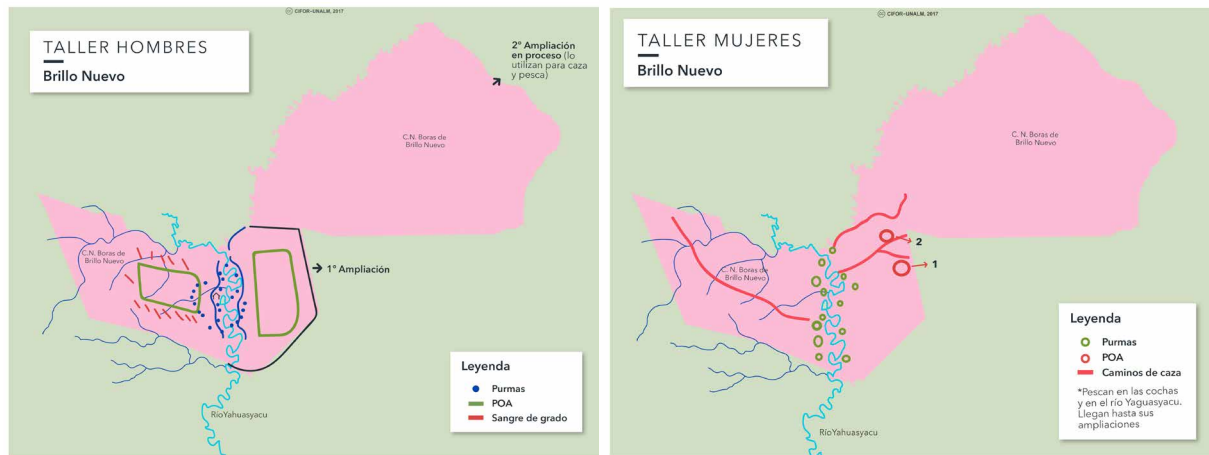 CIFOR-UNALM, 2017
TALLER HOMBRES
Brillo Nuevo
2º Ampliación
en proceso (lo
utilizan para caza
y pesca)
C.N. Boras de
Brillo Nuevo
C.N. Boras de
Brillo Nuevo
1º Ampliación
Leyenda
Purmas
POA
Sangre de grado
RíoYahuasyacu
CIFOR-UNALM, 2017
TALLER MUJERES
Brillo Nuevo
C. N. Boras de
Brillo Nuevo
C. N. Boras de
Brillo Nuevo
2
1
Leyenda
Purmas
POA
Caminos de caza
*Pescan en las cochas
y en el río Yaguasyacu.
Llegan hasta sus
ampliaciones
RíoYahuasyacu